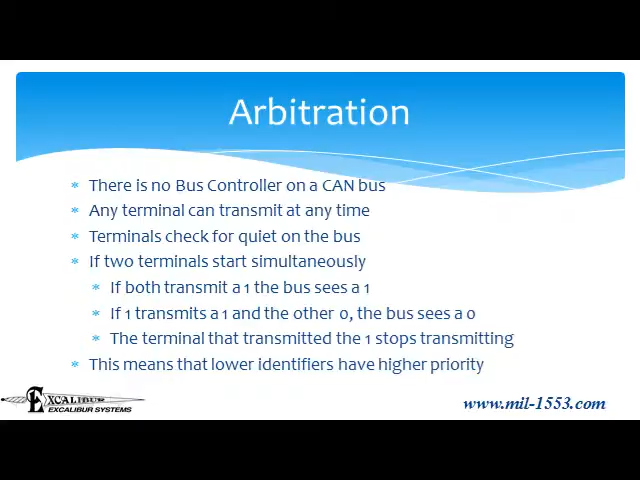 Arbitration
* There is no Bus Controller on a CAN bus
* Any terminal can transmit at any time
* Terminals check for quiet on the bus
* If two terminals start simultaneously
* If both transmit a 1 the bus sees a 1
* If 1 transmits a 1 and the other 0, the bus sees a 0
* The terminal that transmitted the 1 stops transmitting
* This means that lower identifiers have higher priority
EXCALIBUR
EXCALIBUR SYSTEMS
www.mil-1553.com